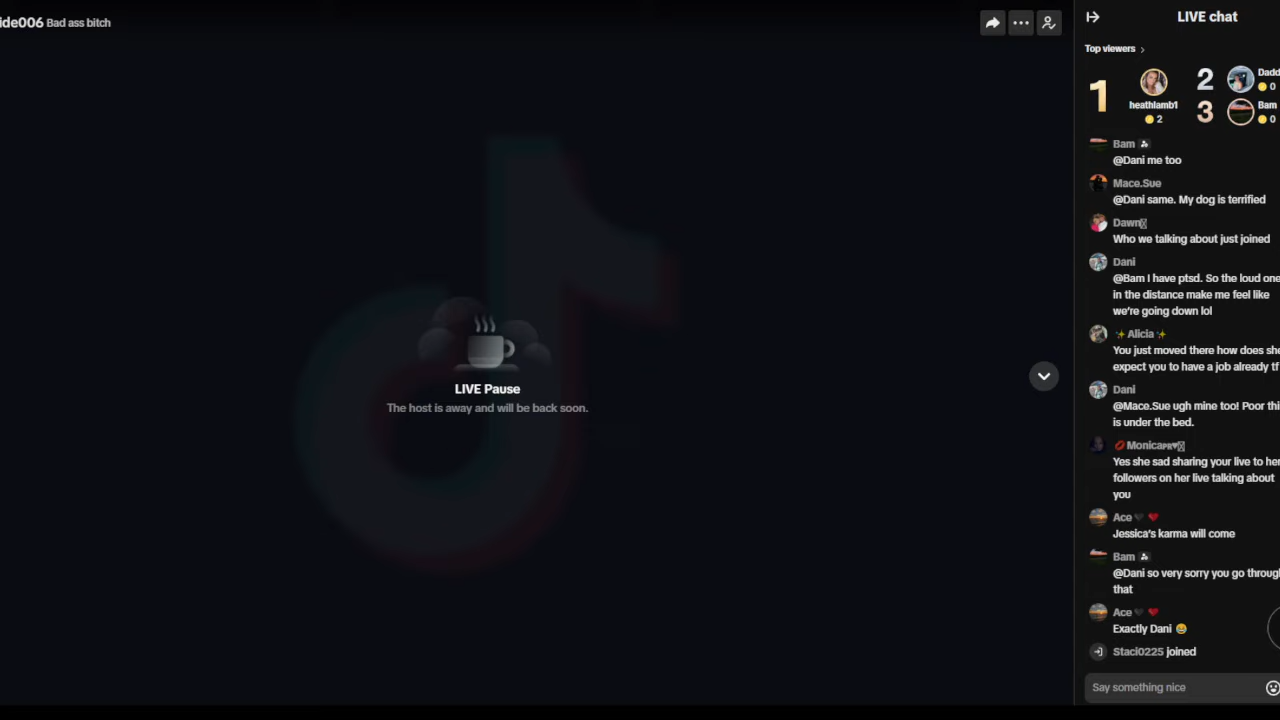 ide006 Bad ass bitch
LIVE chat
Top viewers
1
heathlamb1
2
2
Dadd
0
3
Bam
0
Bam
@Dani me too
Mace.Sue
@Dani same. My dog is terrified
Dawn
Who we talking about just joined
Dani
@Bam I have ptsd. So the loud one
in the distance make me feel like
we're going down lol
✨Alicia✨
You just moved there how does she
expect you to have a job already tf
Dani
@Mace.Sue ugh mine too! Poor thi
is under the bed.
💋Monicaᴘʀ♥
Yes she sad sharing your live to her
followers on her live talking about
you
Ace🖤 ❤️
Jessica's karma will come
Bam
@Dani so very sorry you go through
that
Ace🖤 ❤️
Exactly Dani 😂
Staci0225 joined
Say something nice
LIVE Pause
The host is away and will be back soon.